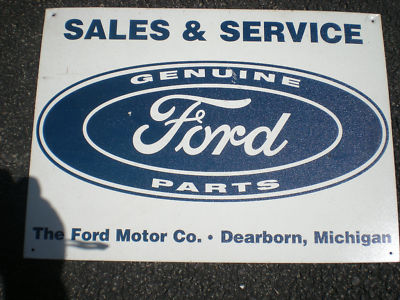 SALES & SERVICE
GENUINE
Ford
PARTS
The Ford Motor Co. • Dearborn, Michigan